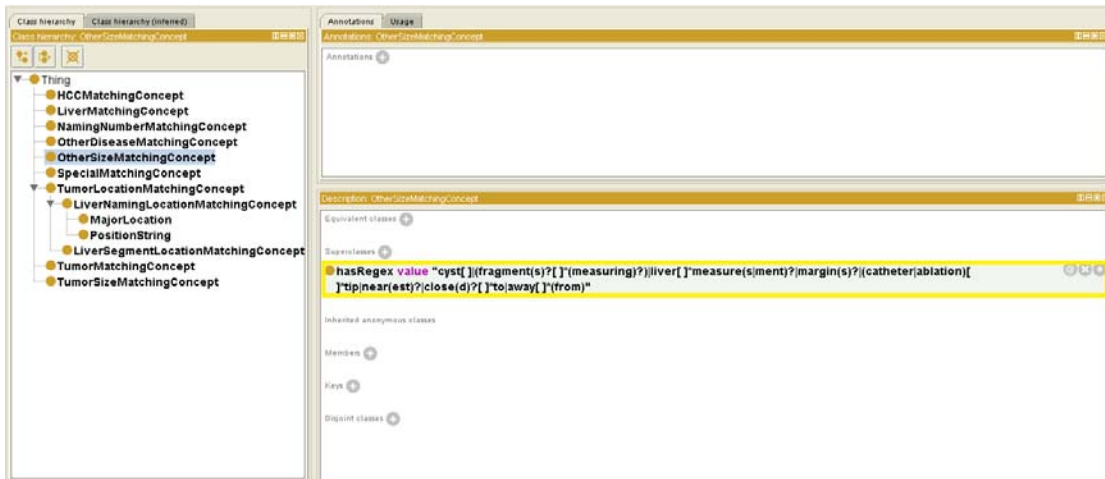 Class hierarchy
Class hierarchy (inferred)
Class hierarchy: OtherSizeMatchingConcept
Thing
HCCMatchingConcept
LiverMatchingConcept
NamingNumberMatchingConcept
OtherDiseaseMatchingConcept
OtherSizeMatchingConcept
SpecialMatchingConcept
TumorLocationMatchingConcept
LiverNamingLocationMatchingConcept
MajorLocation
PositionString
LiverSegmentLocationMatchingConcept
TumorMatchingConcept
TumorSizeMatchingConcept
Annotations
Usage
Annotations: OtherSizeMatchingConcept
Annotations
Description: OtherSizeMatchingConcept
Equivalent classes
Superclasses
hasRegex value "cyst[ ]|(fragment(s)?[ ]*(measuring)?)|liver[ ]*measure(s|ment)?|margin(s)?|(catheter|ablation)[
]*tip|near(est)?|close(d)?[ ]*to|away[ ]*(from)"
Inherited anonymous classes
Members
Keys
Disjoint classes